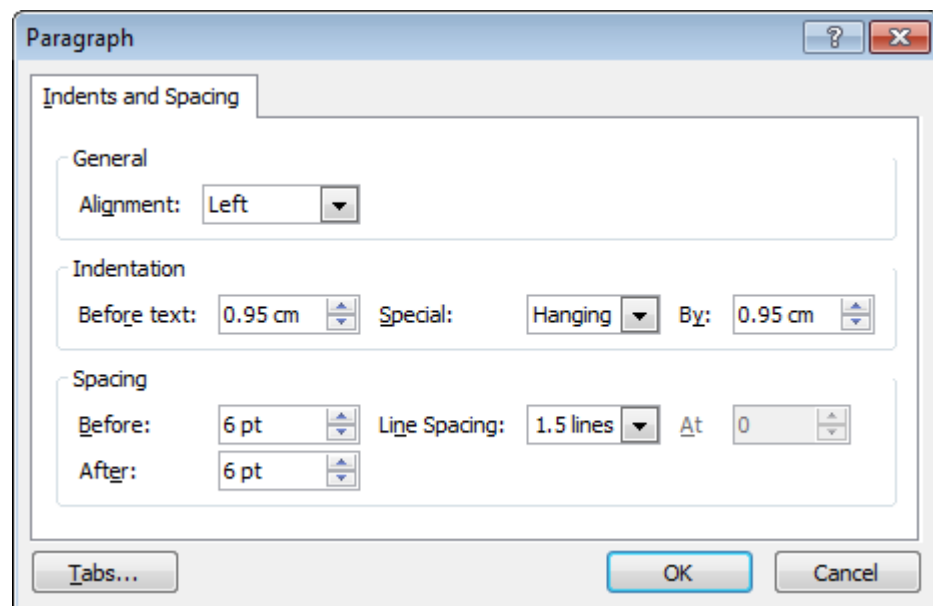 Paragraph
Indents and Spacing
General
Alignment: Left
Indentation
Before text: 0.95 cm Special: Hanging By: 0.95 cm
Spacing
Before: 6 pt Line Spacing: 1.5 lines At 0
After: 6 pt
Tabs... OK Cancel